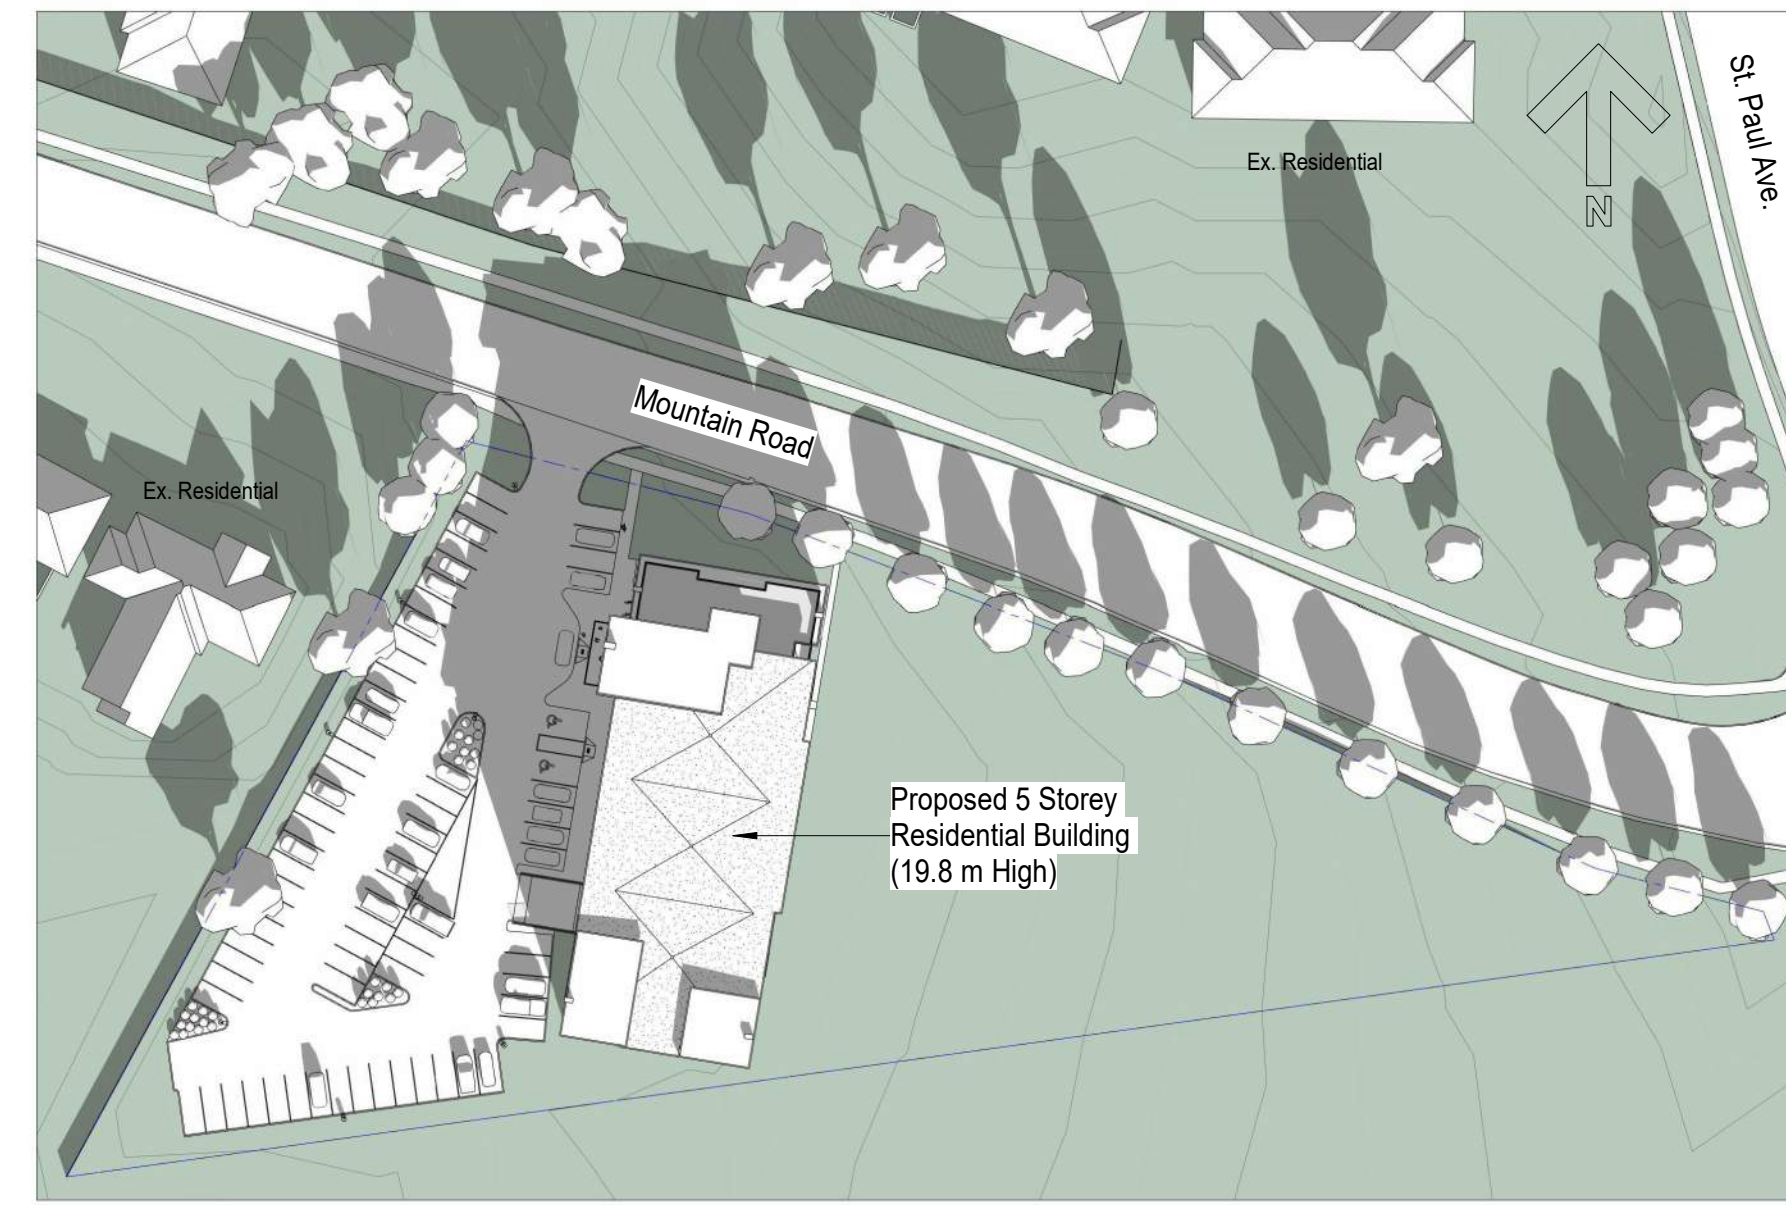 St. Paul Ave.
Ex. Residential
N
Mountain Road
Ex. Residential
Proposed 5 Storey
Residential Building
(19.8 m High)